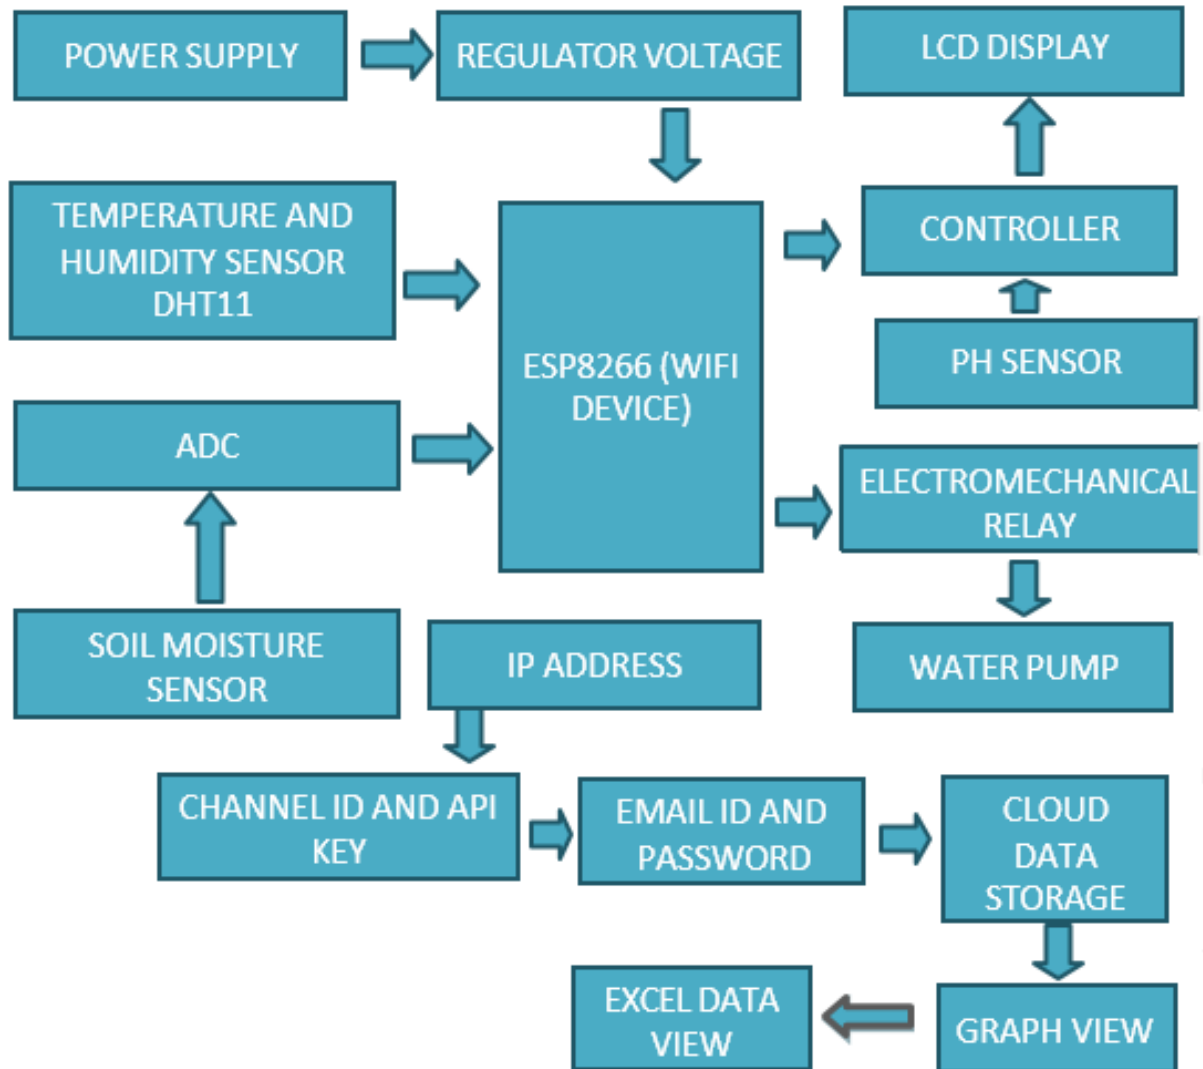 POWER SUPPLY
REGULATOR VOLTAGE
LCD DISPLAY
TEMPERATURE AND
HUMIDITY SENSOR
DHT11
ESP8266 (WIFI
DEVICE)
CONTROLLER
PH SENSOR
ADC
ELECTROMECHANICAL
RELAY
SOIL MOISTURE
SENSOR
IP ADDRESS
WATER PUMP
CHANNEL ID AND API
KEY
EMAIL ID AND
PASSWORD
CLOUD
DATA
STORAGE
EXCEL DATA
VIEW
GRAPH VIEW